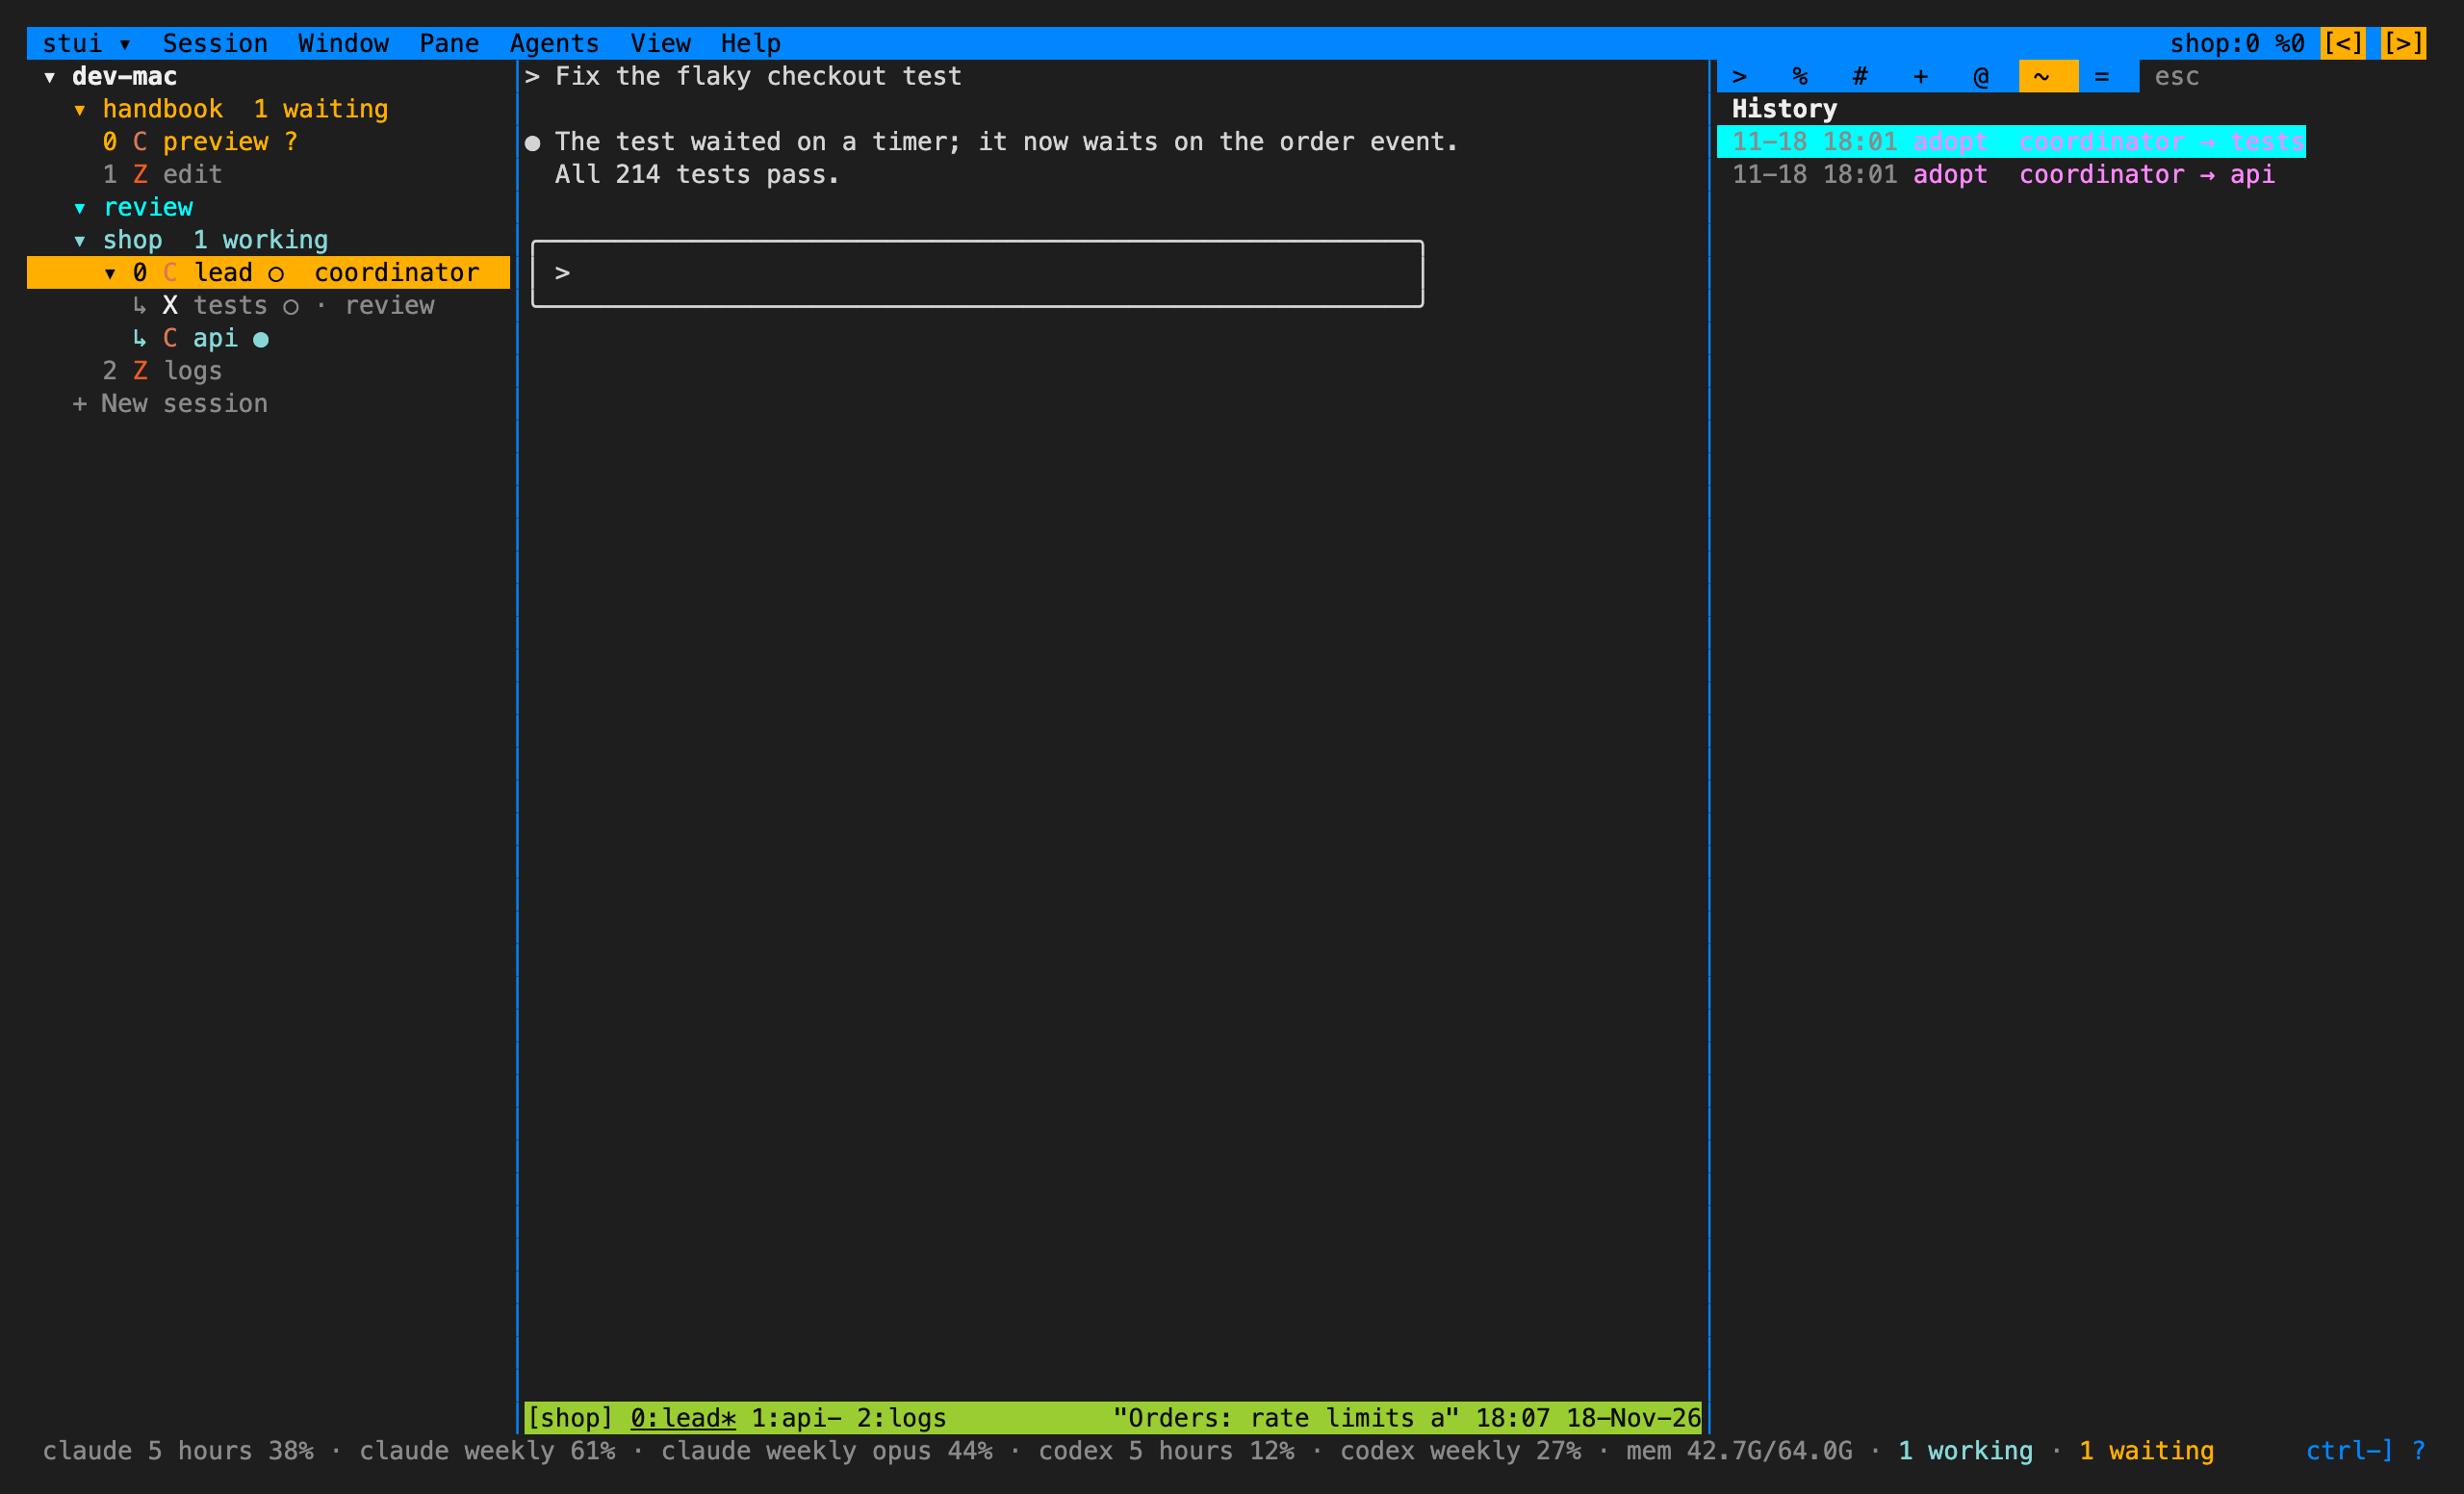 stui ▾  Session  Window  Pane  Agents  View  Help  shop:0 %0 [<] [>]
▾ dev-mac
▾ handbook  1 waiting
0 C preview ?
1 Z edit
▾ review
▾ shop  1 working
▾ 0 C lead ○  coordinator
↳ X tests ○ · review
↳ C api ●
2 Z logs
+ New session
> Fix the flaky checkout test
● The test waited on a timer; it now waits on the order event.
All 214 tests pass.
>
[shop] 0:lead* 1:api- 2:logs  "Orders: rate limits a" 18:07 18-Nov-26
>  %  #  +  @  ~  =  esc
History
11-18 18:01 adopt  coordinator → tests
11-18 18:01 adopt  coordinator → api
claude 5 hours 38% · claude weekly 61% · claude weekly opus 44% · codex 5 hours 12% · codex weekly 27% · mem 42.7G/64.0G · 1 working · 1 waiting  ctrl-] ?